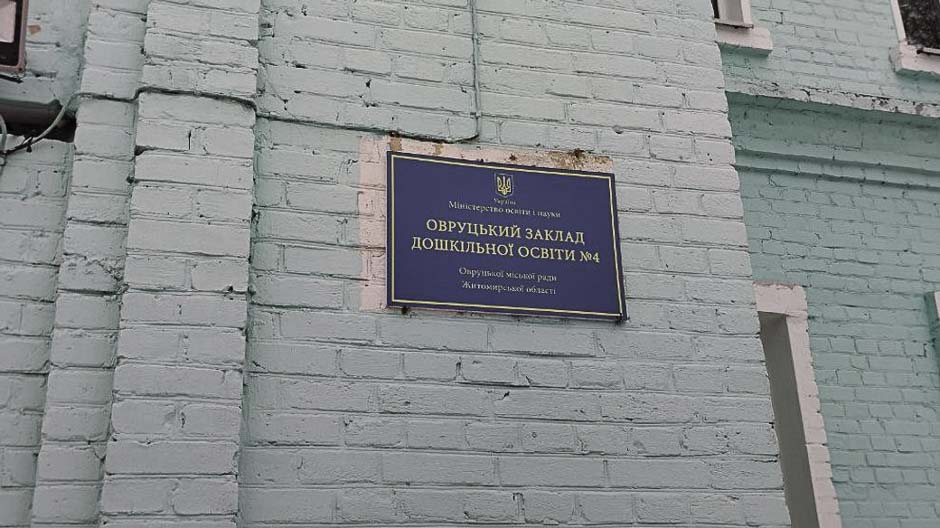 Україна
Міністерство освіти і науки
ОВРУЦЬКИЙ ЗАКЛАД
ДОШКІЛЬНОЇ ОСВІТИ №4
Овруцької міської ради
Житомирської області